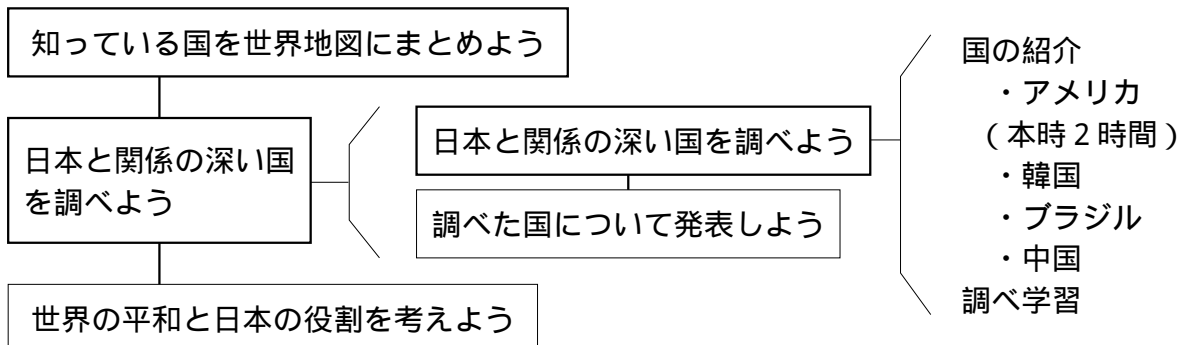 知っている国を世界地図にまとめよう
日本と関係の深い国
を調べよう
世界の平和と日本の役割を考えよう
日本と関係の深い国を調べよう
調べた国について発表しよう
国の紹介
・アメリカ
(本時2時間)
・韓国
・ブラジル
・中国
調べ学習